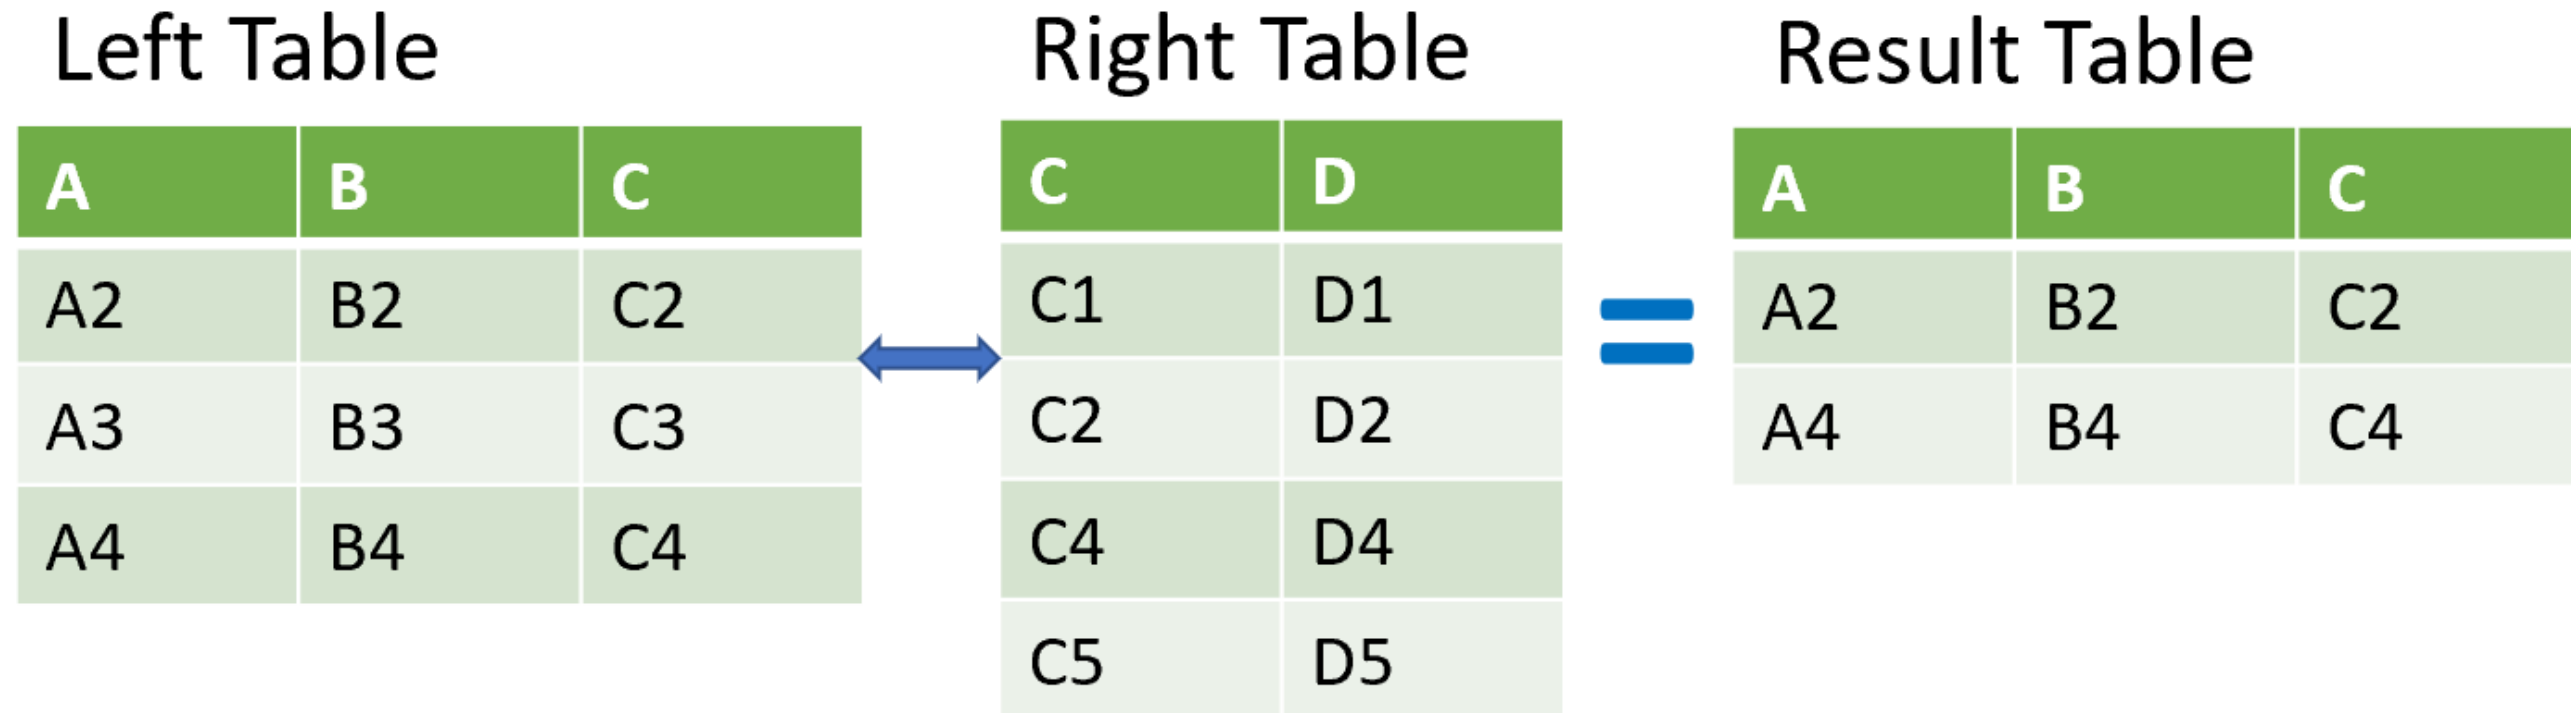 Left Table
A B C
A2 B2 C2
A3 B3 C3
A4 B4 C4
Right Table
C D
C1 D1
C2 D2
C4 D4
C5 D5
=
Result Table
A B C
A2 B2 C2
A4 B4 C4